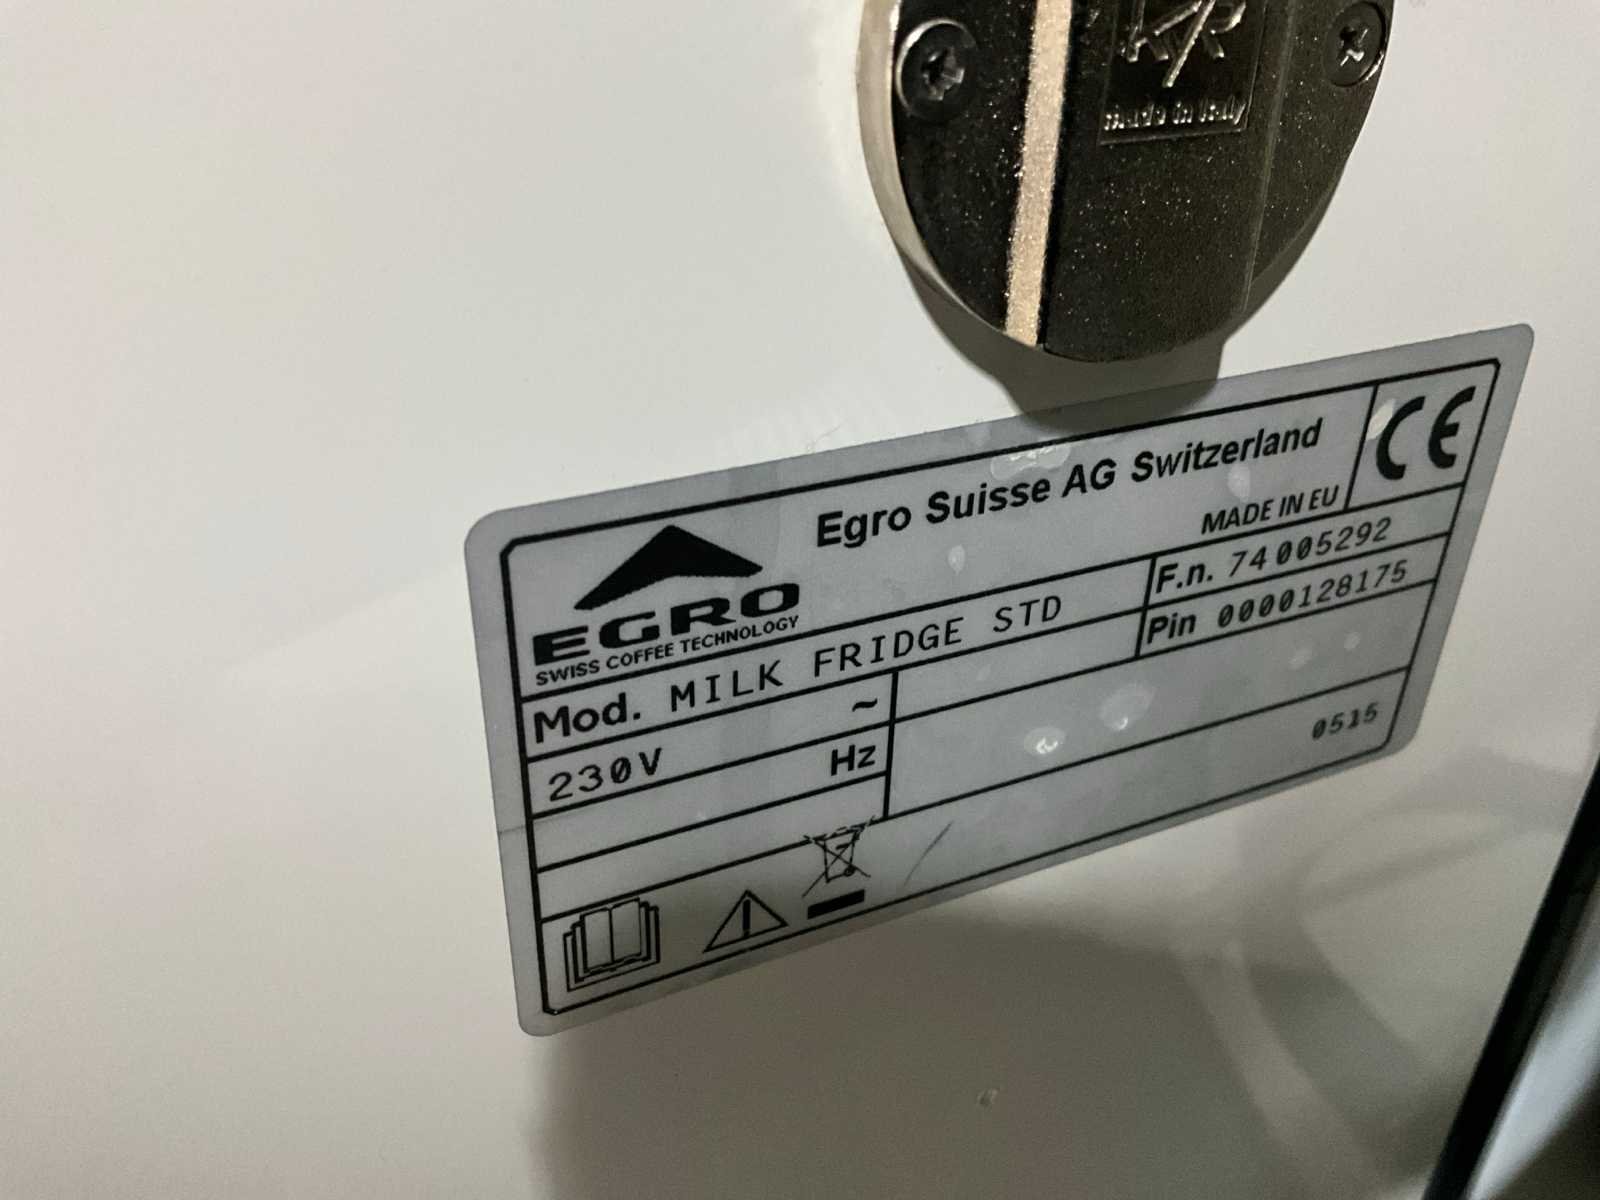 KR
made in Italy
Egro Suisse AG Switzerland
CE
MADE IN EU
EGRO
SWISS COFFEE TECHNOLOGY
Mod. MILK FRIDGE STD
F.n. 74005292
Pin 0000128175
230V ~
Hz
0515